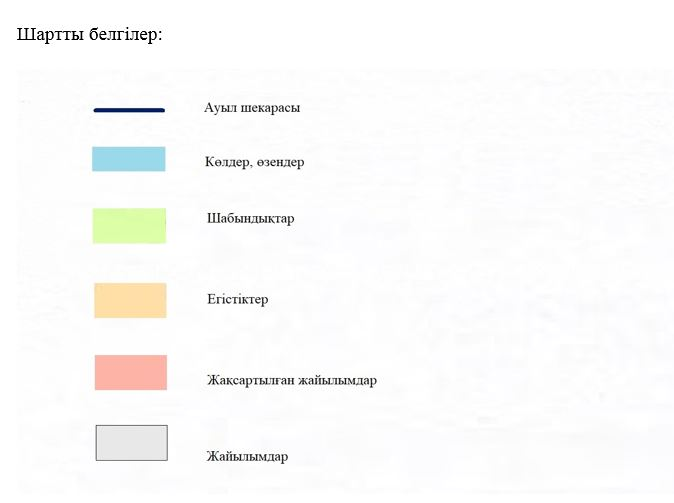 Шартты белгілер:
Ауыл шекарасы
Көлдер, өзендер
Шабындықтар
Егістіктер
Жақсартылған жайылымдар
Жайылымдар